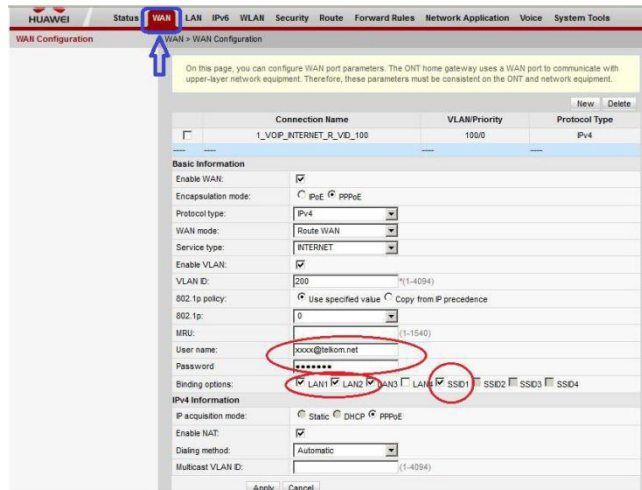 HUAWEI Status WAN LAN IPv6 WLAN Security Route Forward Rules Network Application Voice System Tools
WAN Configuration WAN > WAN Configuration
On this page, you can configure WAN port parameters. The ONT home gateway uses a WAN port to communicate with
upper-layer network equipment. Therefore, these parameters must be consistent on the ONT and network equipment.
New Delete
Connection Name VLAN/Priority Protocol Type
1_VOIP_INTERNET_R_VID_100 100/0 IPv4
---- ---- ---- ----
Basic Information
Enable WAN:
Encapsulation mode: IPoE PPPoE
Protocol type: IPv4
WAN mode: Route WAN
Service type: INTERNET
Enable VLAN:
VLAN ID: 200 *(1-4094)
802.1p policy: Use specified value Copy from IP precedence
802.1p: 0
MRU: (1-1540)
User name: xxxx@telkom.net
Password •••••••
Binding options: LAN1 LAN2 LAN3 LAN4 SSID1 SSID2 SSID3 SSID4
IPv4 Information
IP acquisition mode: Static DHCP PPPoE
Enable NAT:
Dialing method: Automatic
Multicast VLAN ID: (1-4094)
Apply Cancel